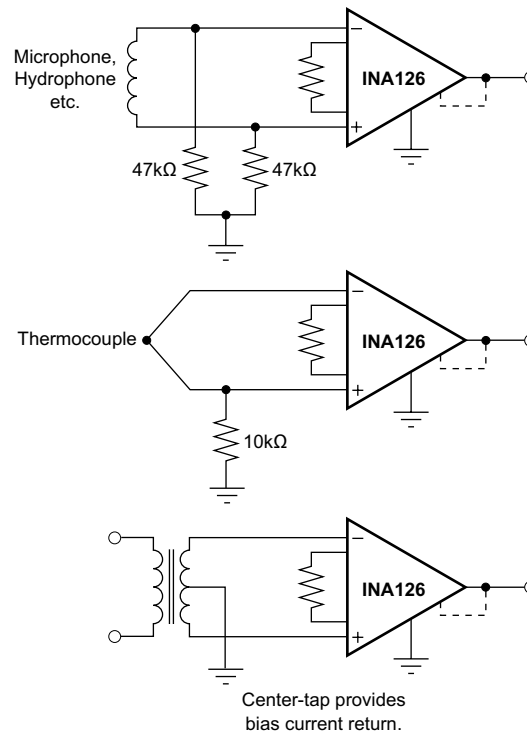 Microphone,
Hydrophone
etc.
−
INA126
+
47kΩ
47kΩ
−
Thermocouple
INA126
+
10kΩ
−
INA126
+
Center-tap provides
bias current return.